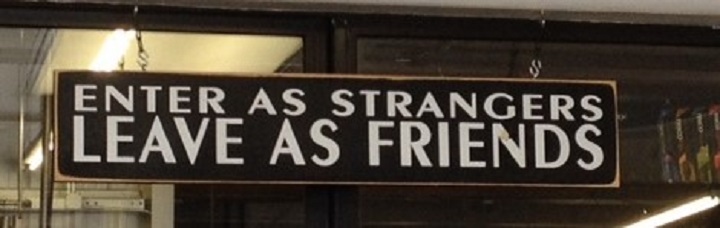 ENTER AS STRANGERS
LEAVE AS FRIENDS